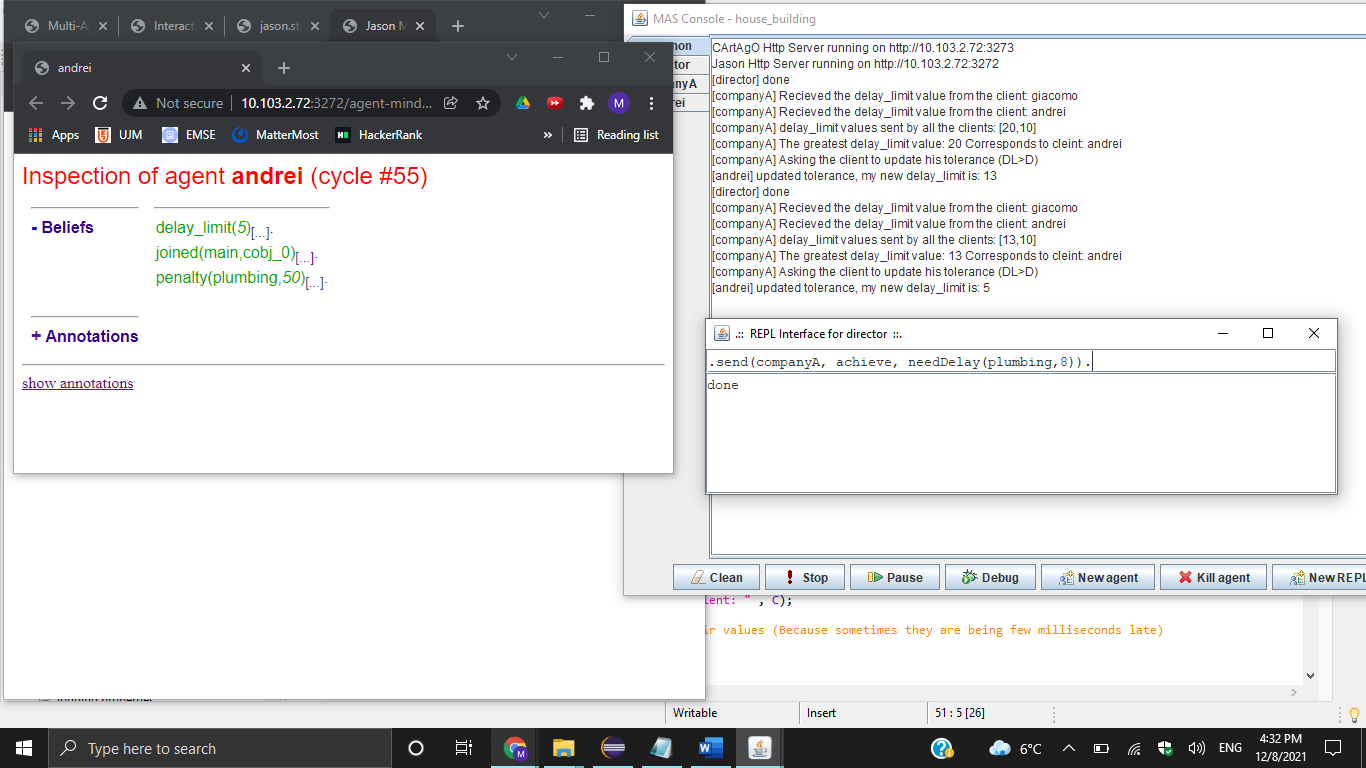 Multi-A
Interact
jason.sta
Jason M
MAS Console - house_building
andrei
Not secure
10.103.2.72:3272/agent-mind...
M
Apps
UJM
EMSE
MatterMost
HackerRank
»
Reading list
Inspection of agent andrei (cycle #55)
- Beliefs
delay_limit(5)[...].
joined(main,cobj_0)[...].
penalty(plumbing,50)[...].
+ Annotations
show annotations
non
ctor
anyA
rei
CArtAgO Http Server running on http://10.103.2.72:3273
Jason Http Server running on http://10.103.2.72:3272
[director] done
[companyA] Recieved the delay_limit value from the client: giacomo
[companyA] Recieved the delay_limit value from the client: andrei
[companyA] delay_limit values sent by all the clients: [20,10]
[companyA] The greatest delay_limit value: 20 Corresponds to cleint: andrei
[companyA] Asking the client to update his tolerance (DL>D)
[andrei] updated tolerance, my new delay_limit is: 13
[director] done
[companyA] Recieved the delay_limit value from the client: giacomo
[companyA] Recieved the delay_limit value from the client: andrei
[companyA] delay_limit values sent by all the clients: [13,10]
[companyA] The greatest delay_limit value: 13 Corresponds to cleint: andrei
[companyA] Asking the client to update his tolerance (DL>D)
[andrei] updated tolerance, my new delay_limit is: 5
.:: REPL Interface for director ::.
.send(companyA, achieve, needDelay(plumbing,8)).
done
Clean
Stop
Pause
Debug
New agent
Kill agent
New REPL
ient: " , C);
ir values (Because sometimes they are being few milliseconds late)
Writable
Insert
51 : 5 [26]
Type here to search
6°C
ENG
4:32 PM
12/8/2021